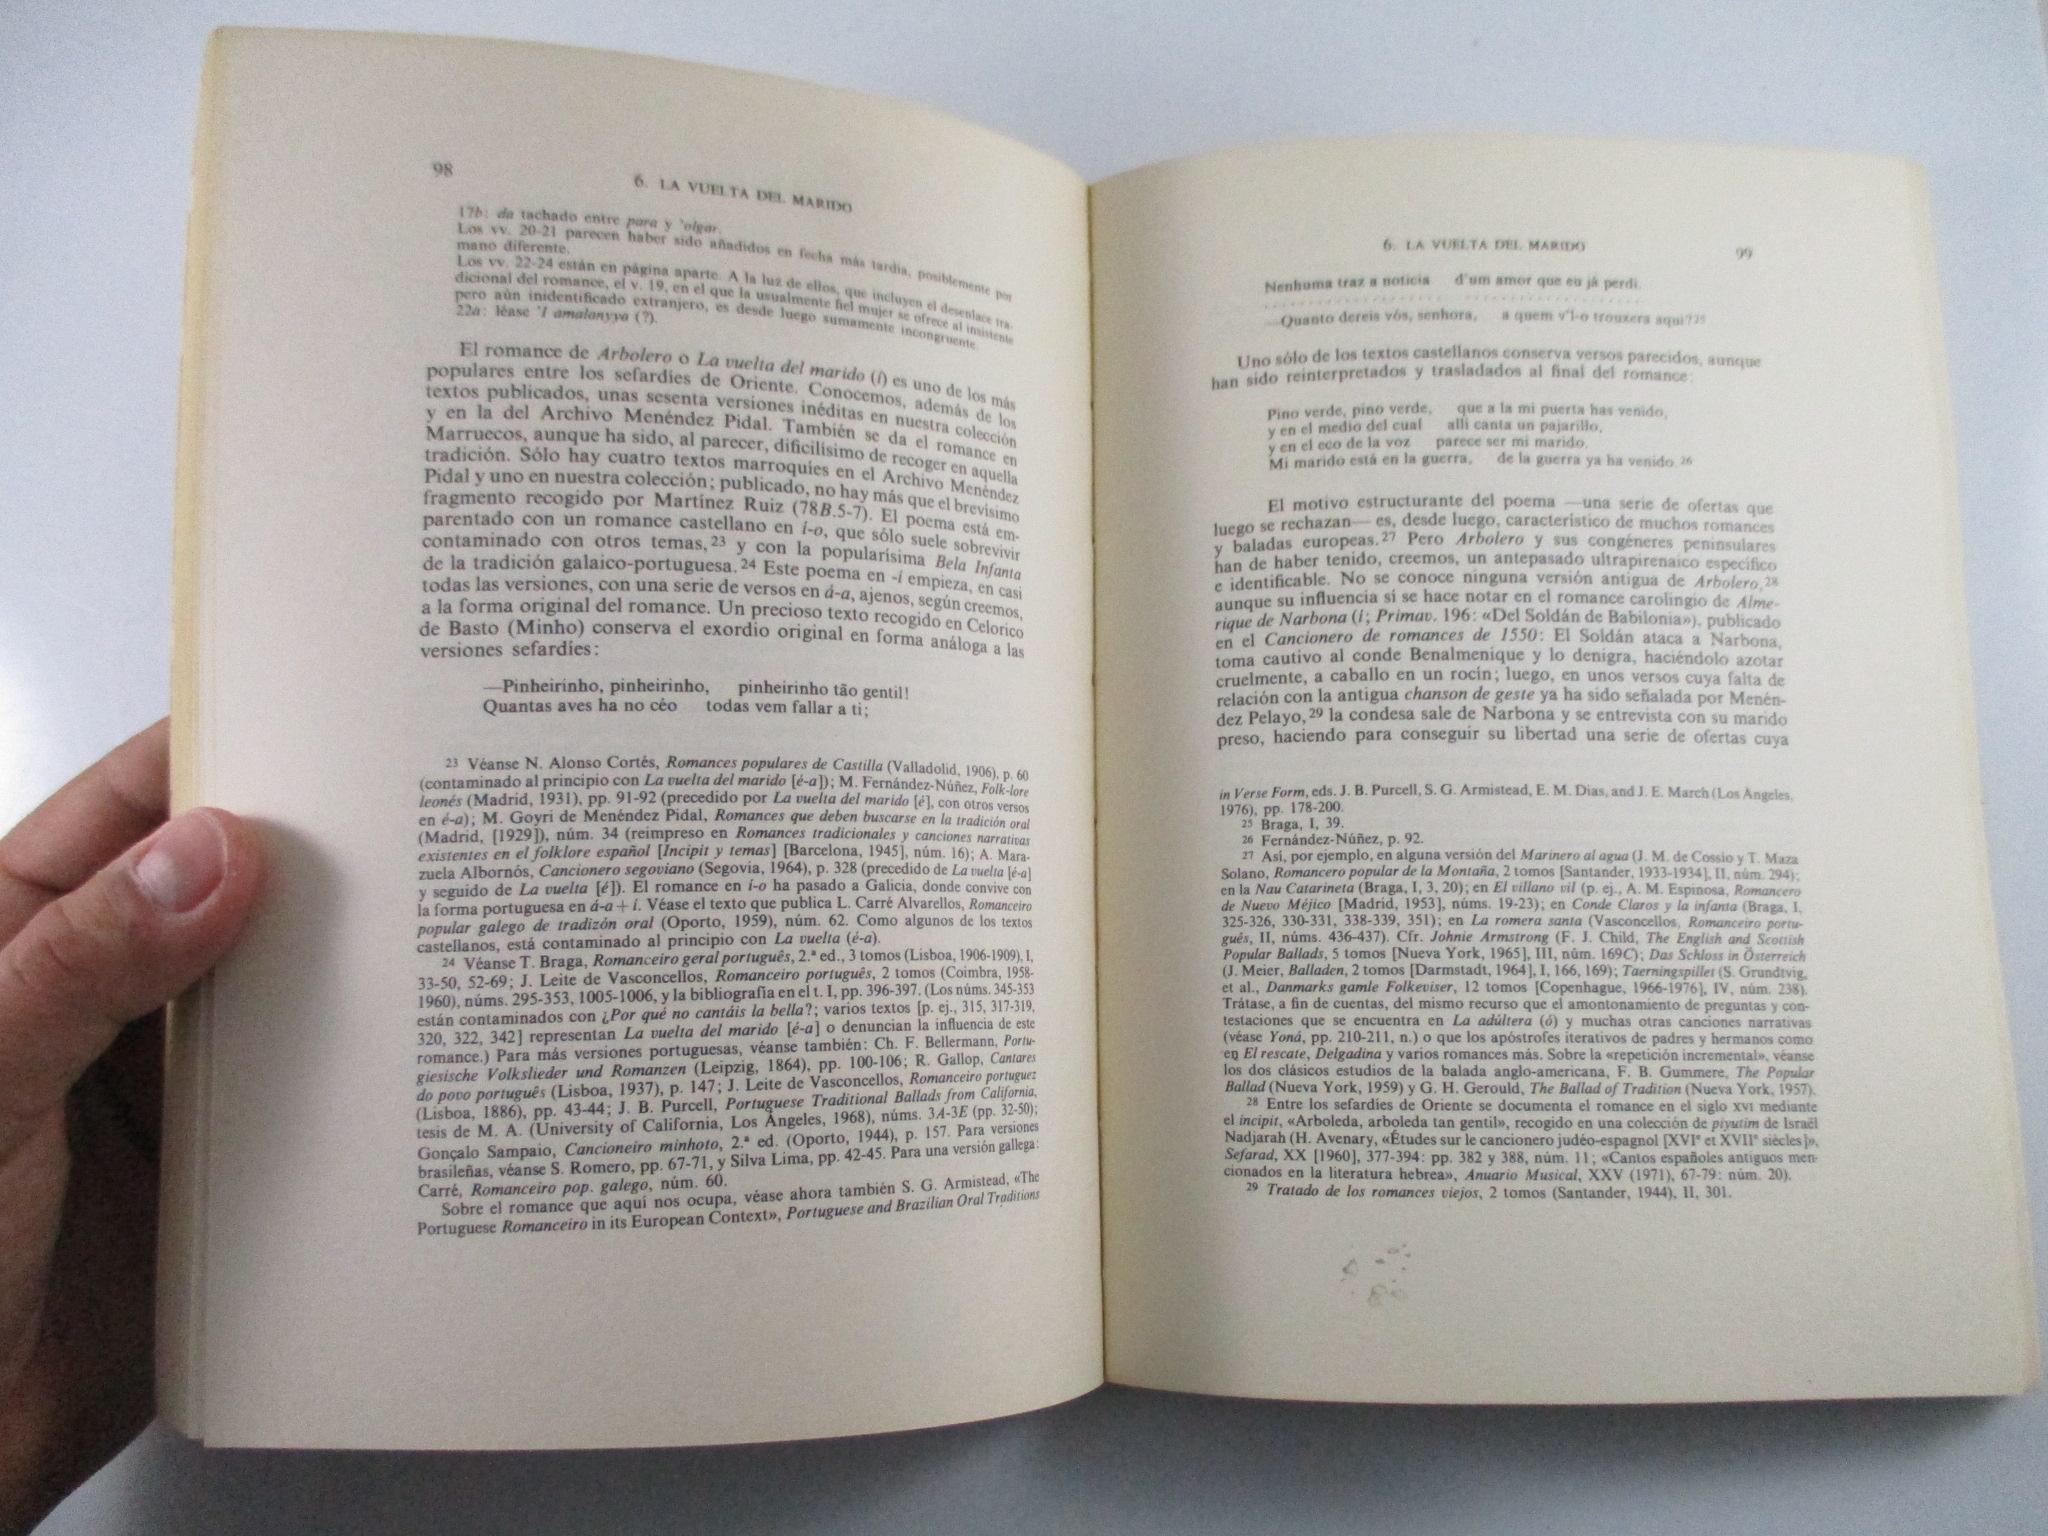 98
6. LA VUELTA DEL MARIDO
17b: da tachado entre para y 'olgar.
Los vv. 20-21 parecen haber sido añadidos en fecha más tardía, posiblemente por
mano diferente.
Los vv. 22-24 están en página aparte. A la luz de ellos, que incluyen el desenlace tra-
dicional del romance, el v. 19, en el que la usualmente fiel mujer se ofrece al insistente
pero aún inidentificado extranjero, es desde luego sumamente incongruente.
22a: léase 'l amalanyya (?).
El romance de Arbolero o La vuelta del marido (í) es uno de los más
populares entre los sefardíes de Oriente. Conocemos, además de los
textos publicados, unas sesenta versiones inéditas en nuestra colección
y en la del Archivo Menéndez Pidal. También se da el romance en
Marruecos, aunque ha sido, al parecer, dificilísimo de recoger en aquella
tradición. Sólo hay cuatro textos marroquíes en el Archivo Menéndez
Pidal y uno en nuestra colección; publicado, no hay más que el brevísimo
fragmento recogido por Martínez Ruiz (78B.5-7). El poema está em-
parentado con un romance castellano en í-o, que sólo suele sobrevivir
contaminado con otros temas,23 y con la popularísima Bela Infanta
de la tradición galaico-portuguesa.24 Este poema en -í empieza, en casi
todas las versiones, con una serie de versos en á-a, ajenos, según creemos,
a la forma original del romance. Un precioso texto recogido en Celorico
de Basto (Minho) conserva el exordio original en forma análoga a las
versiones sefardíes:
—Pinheirinho, pinheirinho, pinheirinho tão gentil!
Quantas aves ha no céo todas vem fallar a ti;
23 Véanse N. Alonso Cortés, Romances populares de Castilla (Valladolid, 1906), p. 60
(contaminado al principio con La vuelta del marido [é-a]); M. Fernández-Núñez, Folk-lore
leonés (Madrid, 1931), pp. 91-92 (precedido por La vuelta del marido [é], con otros versos
en é-a); M. Goyri de Menéndez Pidal, Romances que deben buscarse en la tradición oral
(Madrid, [1929]), núm. 34 (reimpreso en Romances tradicionales y canciones narrativas
existentes en el folklore español [Incipit y temas] [Barcelona, 1945], núm. 16); A. Mara-
zuela Albornós, Cancionero segoviano (Segovia, 1964), p. 328 (precedido de La vuelta [é-a]
y seguido de La vuelta [é]). El romance en í-o ha pasado a Galicia, donde convive con
la forma portuguesa en á-a + í. Véase el texto que publica L. Carré Alvarellos, Romanceiro
popular galego de tradizón oral (Oporto, 1959), núm. 62. Como algunos de los textos
castellanos, está contaminado al principio con La vuelta (é-a).
24 Véanse T. Braga, Romanceiro geral português, 2.ª ed., 3 tomos (Lisboa, 1906-1909), I,
33-50, 52-69; J. Leite de Vasconcellos, Romanceiro português, 2 tomos (Coimbra, 1958-
1960), núms. 295-353, 1005-1006, y la bibliografía en el t. I, pp. 396-397. (Los núms. 345-353
están contaminados con ¿Por qué no cantáis la bella?; varios textos [p. ej., 315, 317-319,
320, 322, 342] representan La vuelta del marido [é-a] o denuncian la influencia de este
romance.) Para más versiones portuguesas, véanse también: Ch. F. Bellermann, Portu-
giesische Volkslieder und Romanzen (Leipzig, 1864), pp. 100-106; R. Gallop, Cantares
do povo português (Lisboa, 1937), p. 147; J. Leite de Vasconcellos, Romanceiro portuguez
(Lisboa, 1886), pp. 43-44; J. B. Purcell, Portuguese Traditional Ballads from California,
tesis de M. A. (University of California, Los Ángeles, 1968), núms. 3A-3E (pp. 32-50);
Gonçalo Sampaio, Cancioneiro minhoto, 2.ª ed. (Oporto, 1944), p. 157. Para versiones
brasileñas, véanse S. Romero, pp. 67-71, y Silva Lima, pp. 42-45. Para una versión gallega:
Carré, Romanceiro pop. galego, núm. 60.
Sobre el romance que aquí nos ocupa, véase ahora también S. G. Armistead, «The
Portuguese Romanceiro in its European Context», Portuguese and Brazilian Oral Traditions
6. LA VUELTA DEL MARIDO
99
Nenhuma traz a noticia d'um amor que eu já perdi.
. . . . . . . . . . . . . . . . . . . . . . . . . . . . . .
—Quanto dereis vós, senhora, a quem v'l-o trouxera aqui?25
Uno sólo de los textos castellanos conserva versos parecidos, aunque
han sido reinterpretados y trasladados al final del romance:
Pino verde, pino verde, que a la mi puerta has venido,
y en el medio del cual allí canta un pajarillo,
y en el eco de la voz parece ser mi marido.
Mi marido está en la guerra, de la guerra ya ha venido.26
El motivo estructurante del poema —una serie de ofertas que
luego se rechazan— es, desde luego, característico de muchos romances
y baladas europeas.27 Pero Arbolero y sus congéneres peninsulares
han de haber tenido, creemos, un antepasado ultrapirenaico específico
e identificable. No se conoce ninguna versión antigua de Arbolero,28
aunque su influencia sí se hace notar en el romance carolingio de Alme-
rique de Narbona (í; Primav. 196: «Del Soldán de Babilonia»), publicado
en el Cancionero de romances de 1550: El Soldán ataca a Narbona,
toma cautivo al conde Benalmenique y lo denigra, haciéndolo azotar
cruelmente, a caballo en un rocín; luego, en unos versos cuya falta de
relación con la antigua chanson de geste ya ha sido señalada por Menén-
dez Pelayo,29 la condesa sale de Narbona y se entrevista con su marido
preso, haciendo para conseguir su libertad una serie de ofertas cuya
in Verse Form, eds. J. B. Purcell, S. G. Armistead, E. M. Dias, and J. E. March (Los Angeles,
1976), pp. 178-200.
25 Braga, I, 39.
26 Fernández-Núñez, p. 92.
27 Así, por ejemplo, en alguna versión del Marinero al agua (J. M. de Cossío y T. Maza
Solano, Romancero popular de la Montaña, 2 tomos [Santander, 1933-1934], II, núm. 294);
en la Nau Catarineta (Braga, I, 3, 20); en El villano vil (p. ej., A. M. Espinosa, Romancero
de Nuevo Méjico [Madrid, 1953], núms. 19-23); en Conde Claros y la infanta (Braga, I,
325-326, 330-331, 338-339, 351); en La romera santa (Vasconcellos, Romanceiro portu-
guês, II, núms. 436-437). Cfr. Johnie Armstrong (F. J. Child, The English and Scottish
Popular Ballads, 5 tomos [Nueva York, 1965], III, núm. 169C); Das Schloss in Österreich
(J. Meier, Balladen, 2 tomos [Darmstadt, 1964], I, 166, 169); Taerningspillet (S. Grundtvig,
et al., Danmarks gamle Folkeviser, 12 tomos [Copenhague, 1966-1976], IV, núm. 238).
Trátase, a fin de cuentas, del mismo recurso que el amontonamiento de preguntas y con-
testaciones que se encuentra en La adúltera (ó) y muchas otras canciones narrativas
(véase Yoná, pp. 210-211, n.) o que los apóstrofes iterativos de padres y hermanos como
en El rescate, Delgadina y varios romances más. Sobre la «repetición incremental», véanse
los dos clásicos estudios de la balada anglo-americana, F. B. Gummere, The Popular
Ballad (Nueva York, 1959) y G. H. Gerould, The Ballad of Tradition (Nueva York, 1957).
28 Entre los sefardíes de Oriente se documenta el romance en el siglo XVI mediante
el íncipit, «Arboleda, arboleda tan gentil», recogido en una colección de piyutim de Israël
Nadjarah (H. Avenary, «Études sur le cancionero judéo-espagnol [XVIe et XVIIe siècles]»,
Sefarad, XX [1960], 377-394: pp. 382 y 388, núm. 11; «Cantos españoles antiguos men-
cionados en la literatura hebrea», Anuario Musical, XXV (1971), 67-79: núm. 20).
29 Tratado de los romances viejos, 2 tomos (Santander, 1944), II, 301.